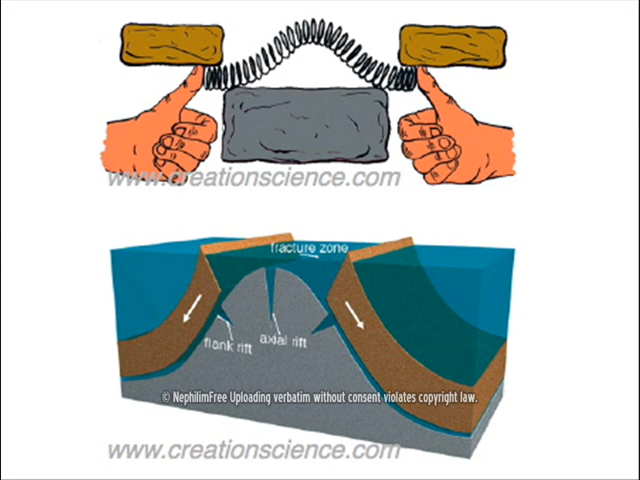 www.creationscience.com
fracture zone
flank rift
axial rift
© NephilimFree Uploading verbatim without consent violates copyright law.
www.creationscience.com